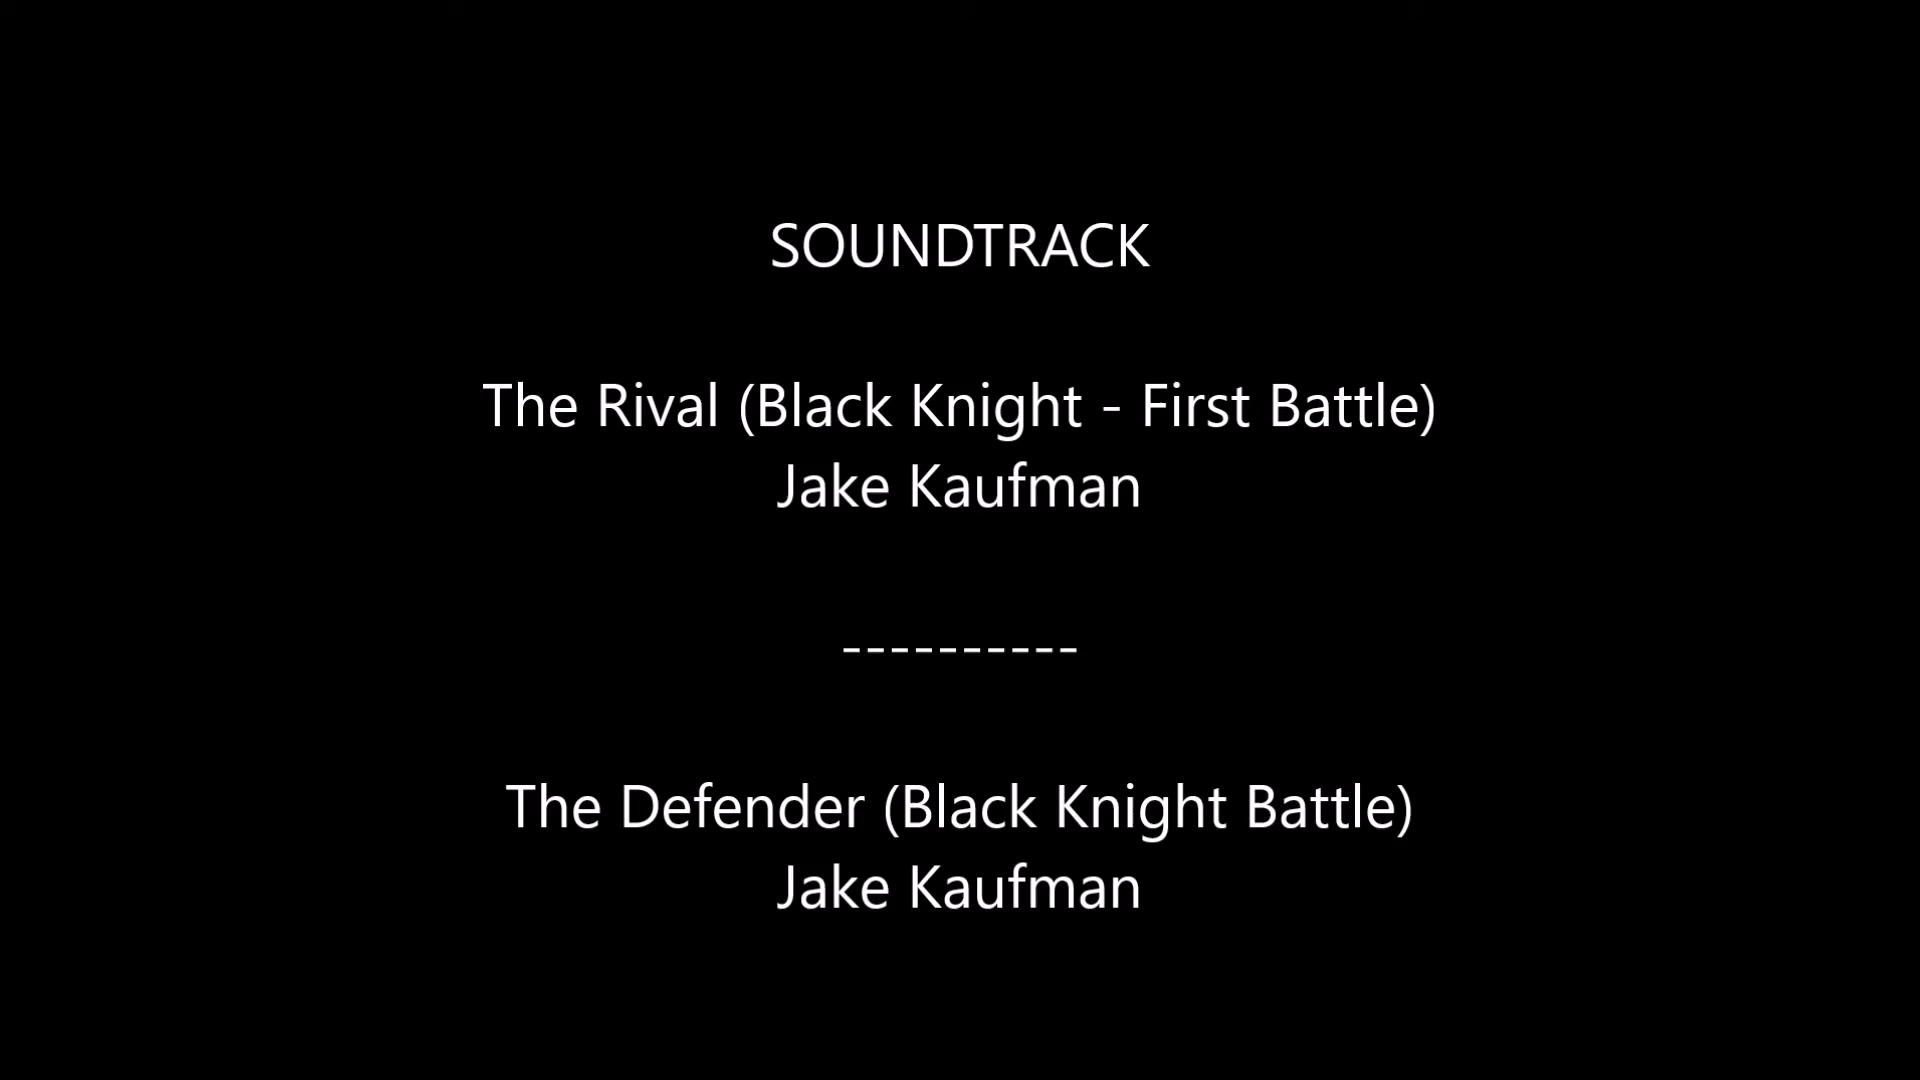 SOUNDTRACK
The Rival (Black Knight - First Battle)
Jake Kaufman
----------
The Defender (Black Knight Battle)
Jake Kaufman